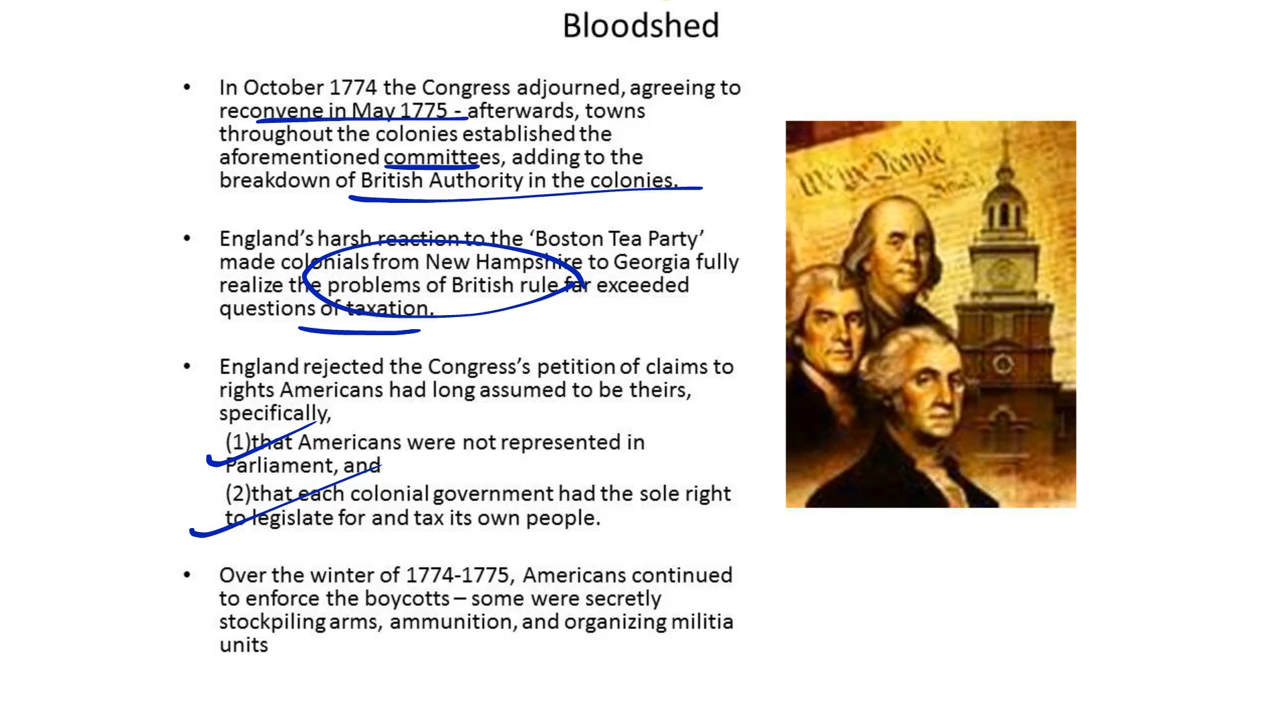 Bloodshed
• In October 1774 the Congress adjourned, agreeing to
reconvene in May 1775 - afterwards, towns
throughout the colonies established the
aforementioned committees, adding to the
breakdown of British Authority in the colonies.
• England’s harsh reaction to the ‘Boston Tea Party’
made colonials from New Hampshire to Georgia fully
realize the problems of British rule far exceeded
questions of taxation.
• England rejected the Congress’s petition of claims to
rights Americans had long assumed to be theirs,
specifically,
(1)that Americans were not represented in
Parliament, and
(2)that each colonial government had the sole right
to legislate for and tax its own people.
• Over the winter of 1774-1775, Americans continued
to enforce the boycotts – some were secretly
stockpiling arms, ammunition, and organizing militia
units
We the People